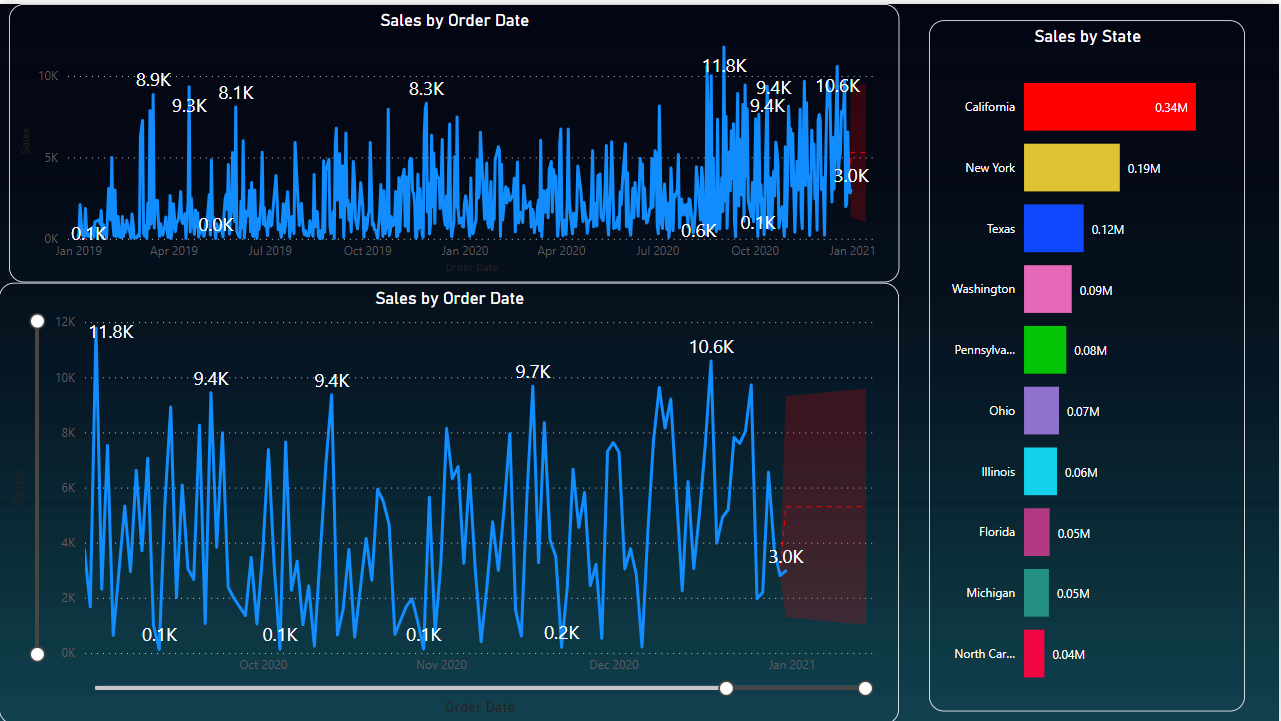 Sales by Order Date
11.8K
10K
8.9K
9.3K
8.1K
8.3K
9.4K
9.4K
10.6K
Sales
5K
3.0K
0.1K
0.0K
0.6K
0.1K
0K
Jan 2019 Apr 2019 Jul 2019 Oct 2019 Jan 2020 Apr 2020 Jul 2020 Oct 2020 Jan 2021
Order Date
Sales by Order Date
12K
11.8K
10.6K
10K
9.4K
9.4K
9.7K
8K
6K
4K
3.0K
2K
0.1K
0.1K
0.1K
0.2K
0K
Oct 2020 Nov 2020 Dec 2020 Jan 2021
Order Date
Sales by State
California 0.34M
New York 0.19M
Texas 0.12M
Washington 0.09M
Pennsylva... 0.08M
Ohio 0.07M
Illinois 0.06M
Florida 0.05M
Michigan 0.05M
North Car... 0.04M